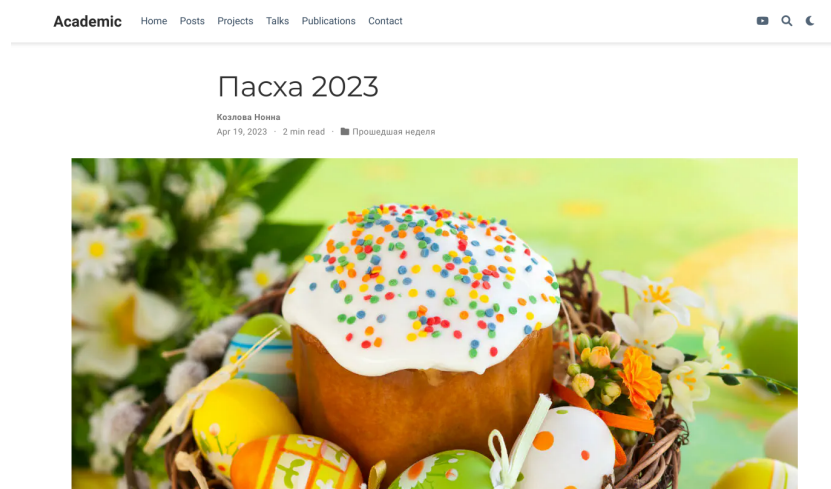 Academic Home Posts Projects Talks Publications Contact
Пасха 2023
Козлова Нонна
Apr 19, 2023 · 2 min read · Прошедшая неделя